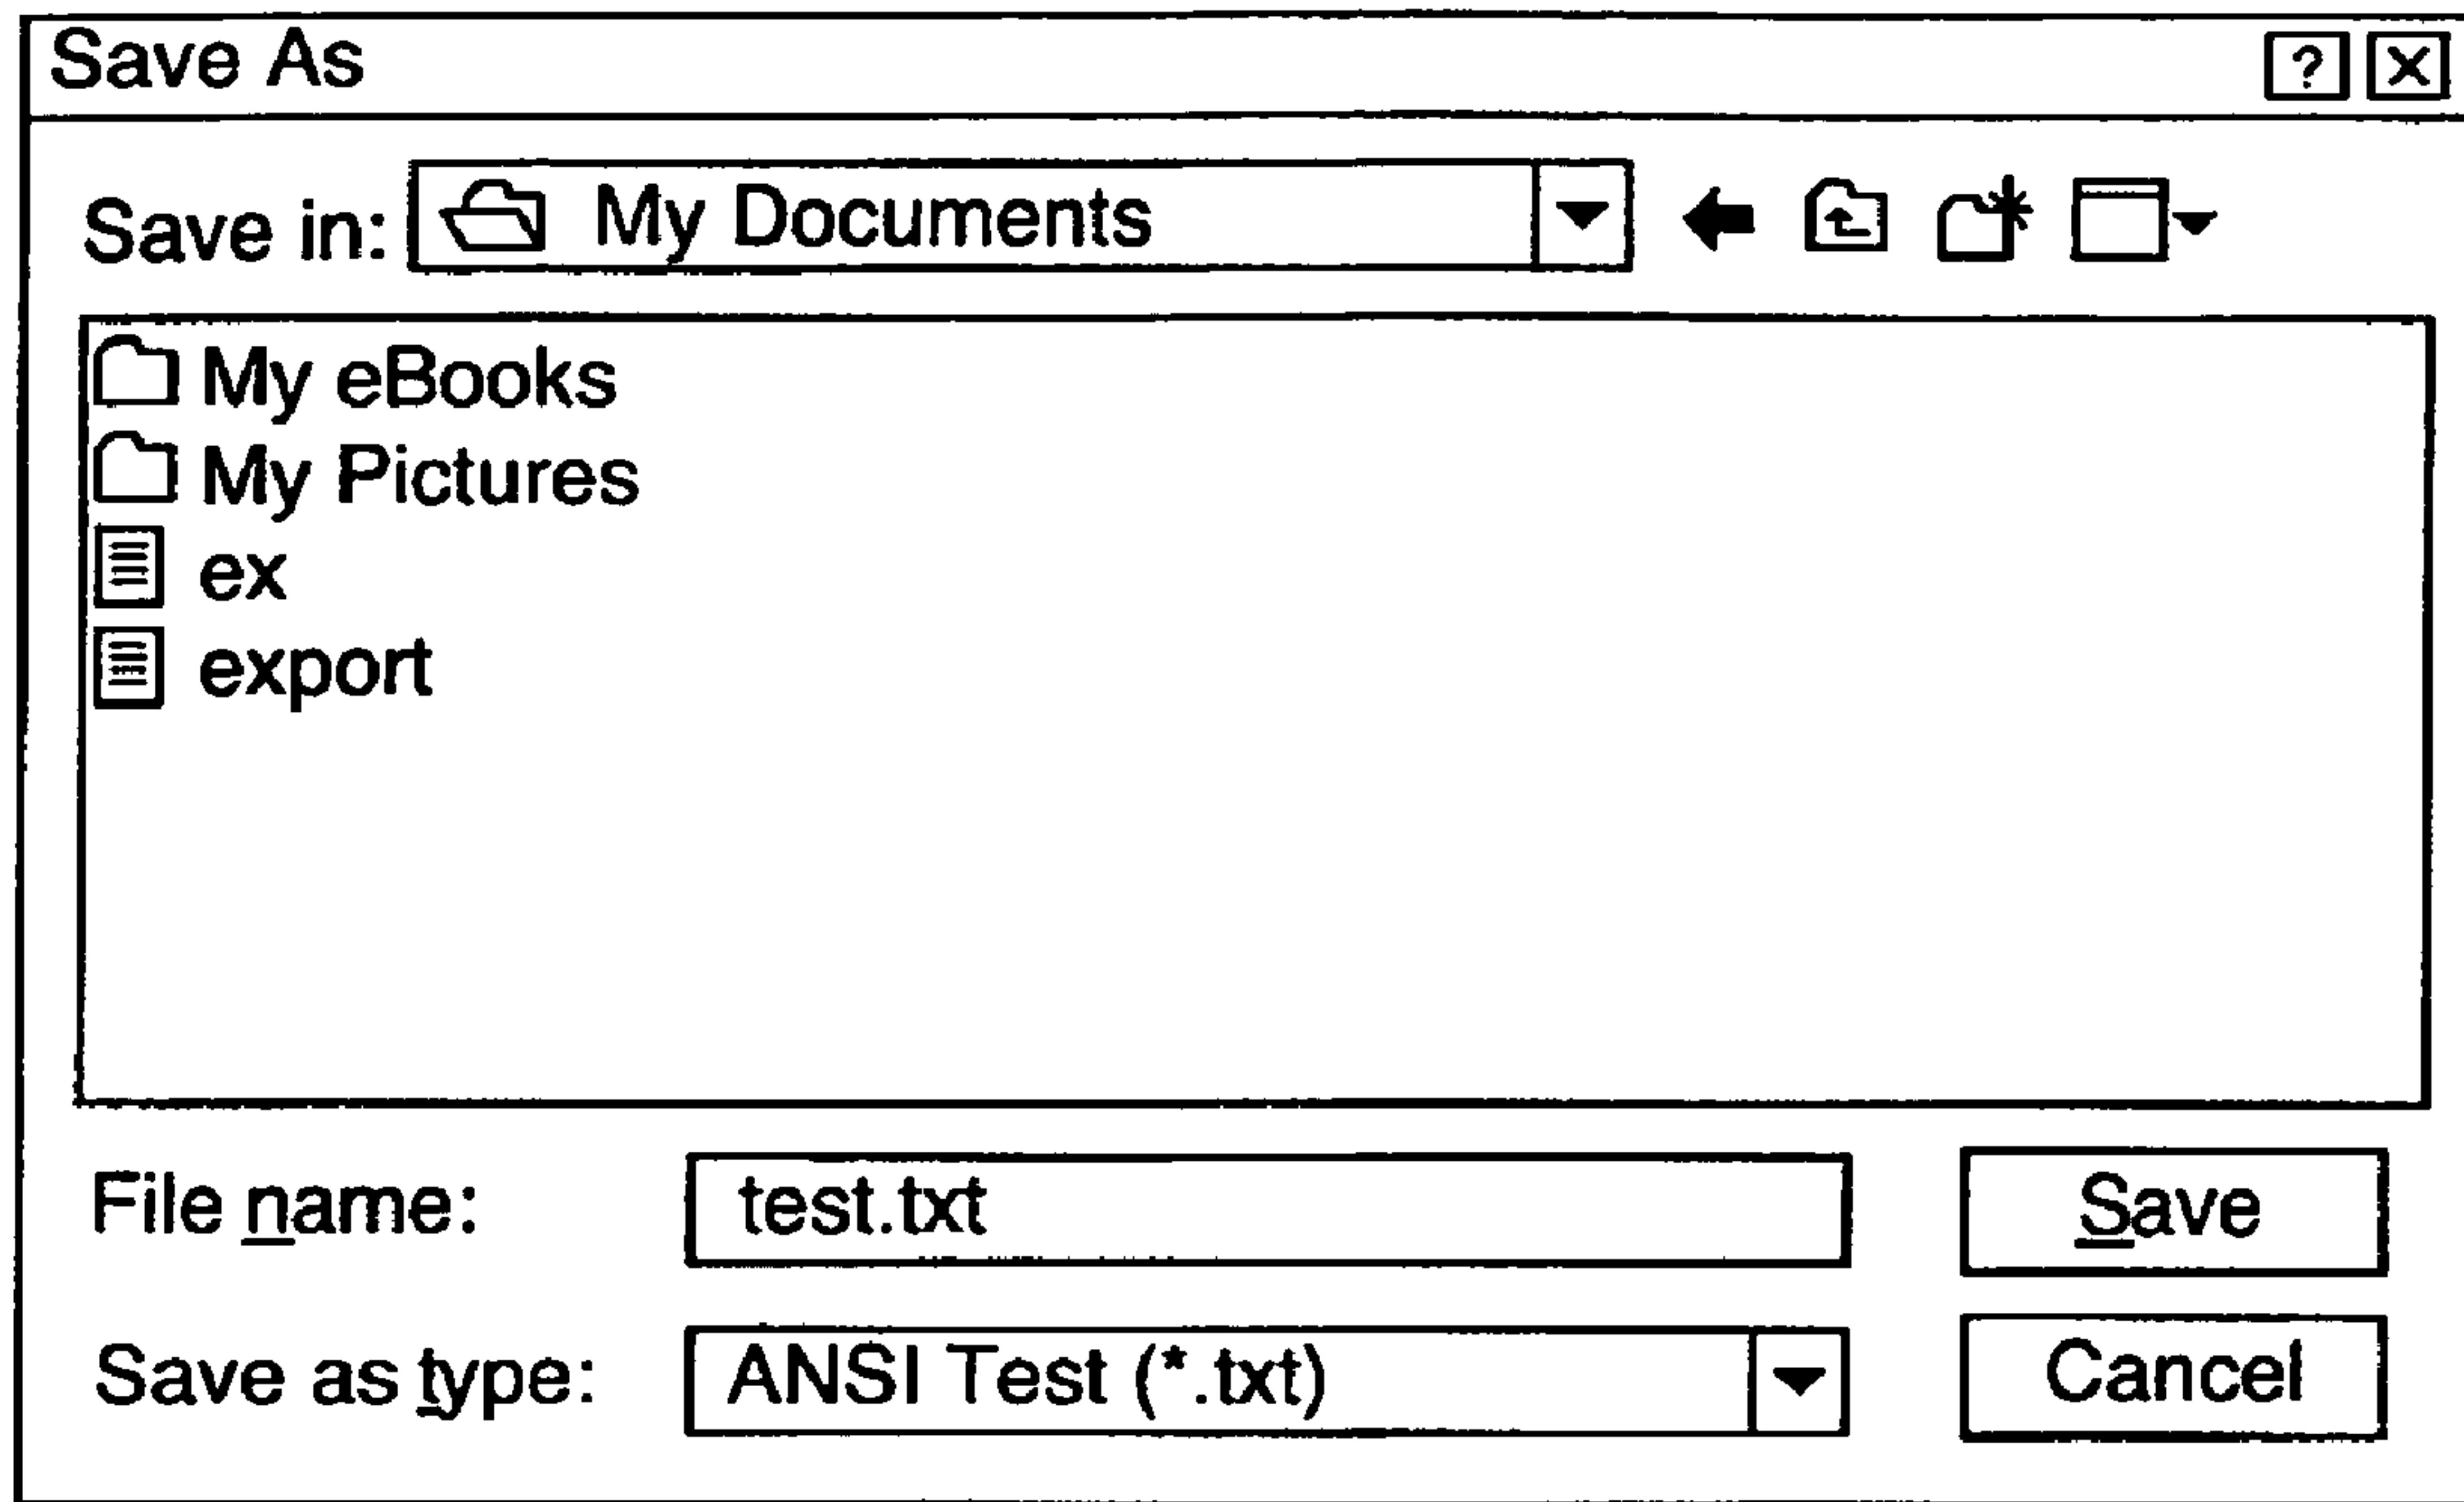 Save As ? X
Save in: My Documents
My eBooks
My Pictures
ex
export
File name: test.txt Save
Save as type: ANSI Test (*.txt) Cancel